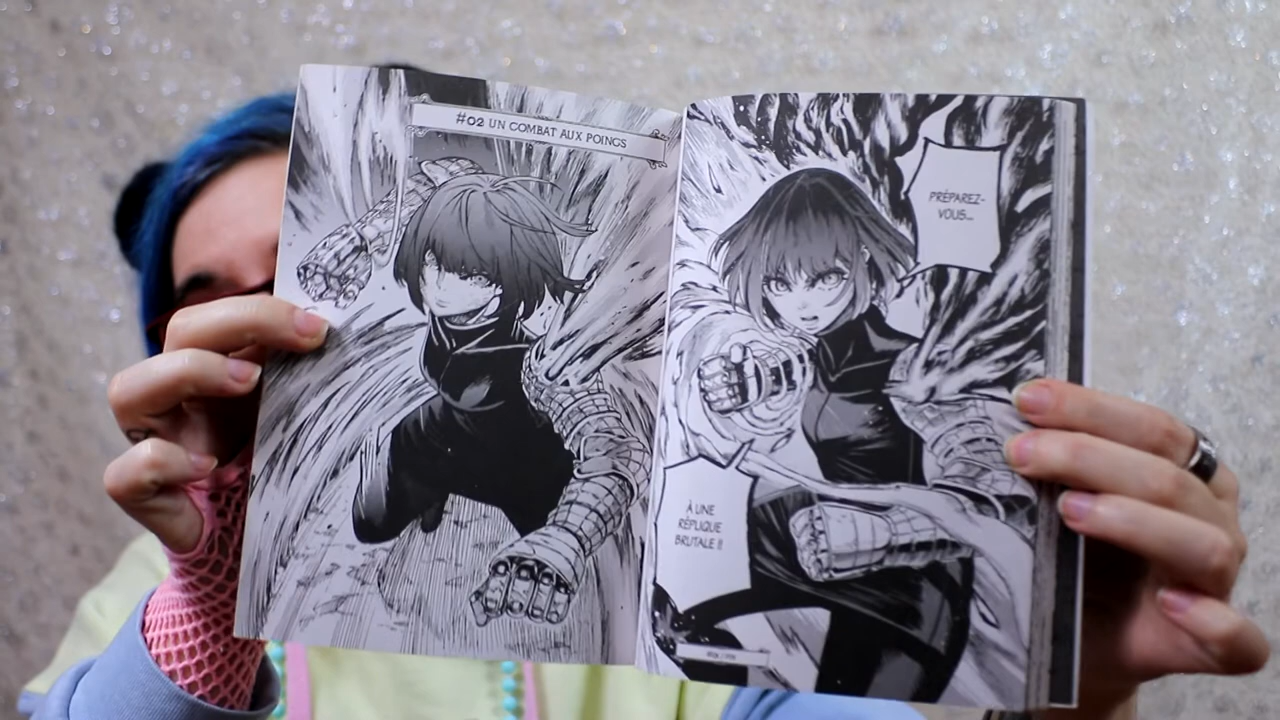 #02 UN COMBAT AUX POINGS
PRÉPAREZ-
VOUS...
À UNE
RÉPLIQUE
BRUTALE !!